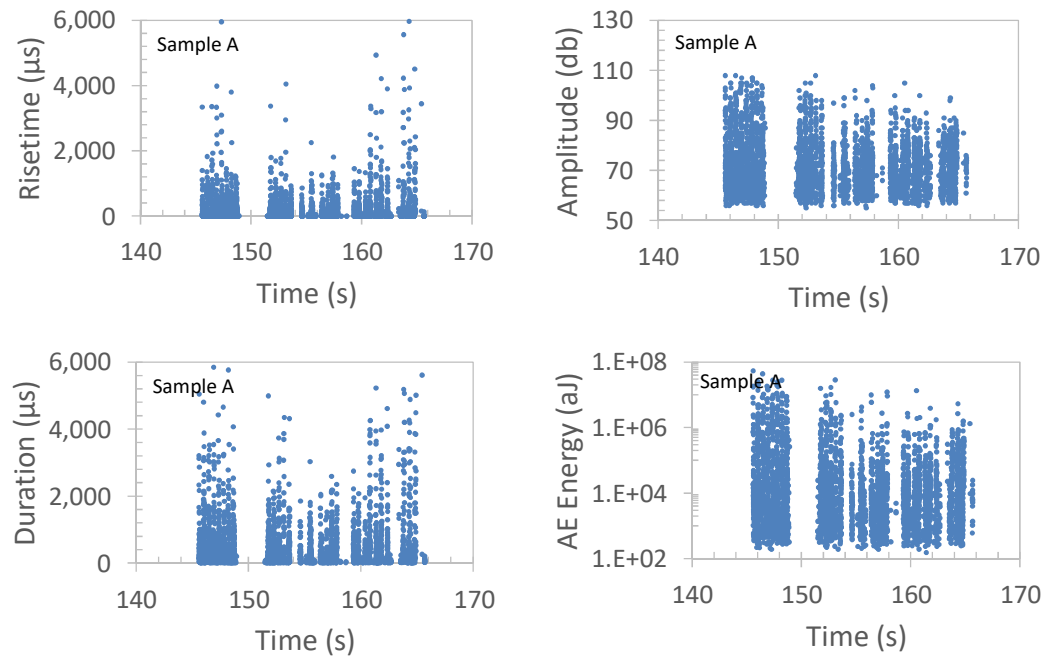 Risetime (μs)
6,000
4,000
2,000
0
Sample A
140 150 160 170
Time (s)
Amplitude (db)
130
110
90
70
50
Sample A
140 150 160 170
Time (s)
Duration (μs)
6,000
4,000
2,000
0
Sample A
140 150 160 170
Time (s)
AE Energy (aJ)
1.E+08
1.E+06
1.E+04
1.E+02
Sample A
140 150 160 170
Time (s)